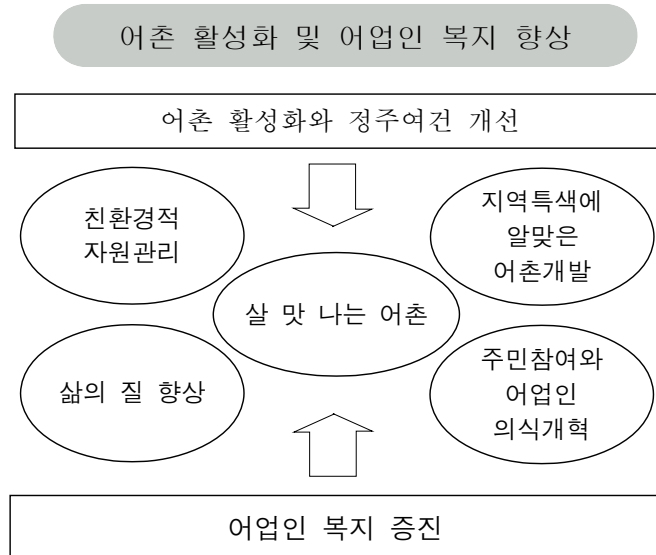 어촌 활성화 및 어업인 복지 향상
어촌 활성화와 정주여건 개선
친환경적
자원관리
지역특색에
알맞은
어촌개발
살 맛 나는 어촌
삶의 질 향상
주민참여와
어업인
의식개혁
어업인 복지 증진